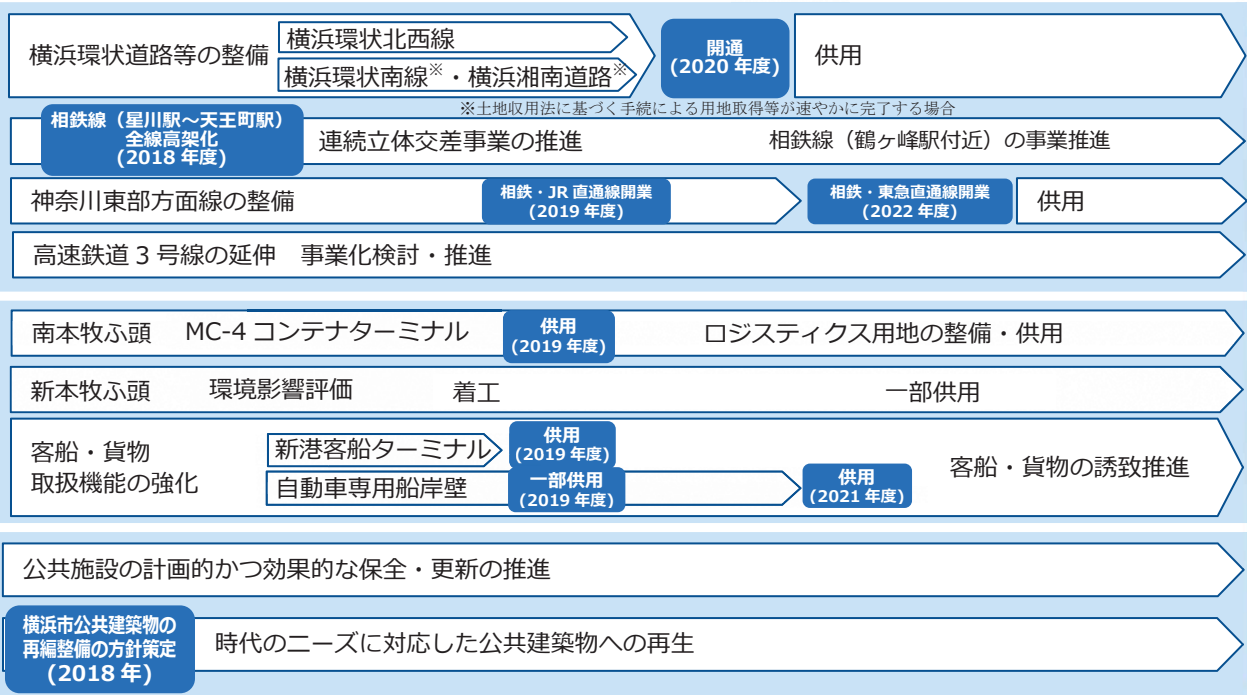 横浜環状道路等の整備
横浜環状北西線
横浜環状南線※・横浜湘南道路※
開通
(2020 年度)
供用
※土地収用法に基づく手続による用地取得等が速やかに完了する場合
相鉄線（星川駅～天王町駅）
全線高架化
(2018 年度)
連続立体交差事業の推進
相鉄線（鶴ヶ峰駅付近）の事業推進
神奈川東部方面線の整備
相鉄・JR 直通線開業
(2019 年度)
相鉄・東急直通線開業
(2022 年度)
供用
高速鉄道 3 号線の延伸　事業化検討・推進
南本牧ふ頭
MC-4 コンテナターミナル
供用
(2019 年度)
ロジスティクス用地の整備・供用
新本牧ふ頭
環境影響評価
着工
一部供用
客船・貨物
取扱機能の強化
新港客船ターミナル
供用
(2019 年度)
自動車専用船岸壁
一部供用
(2019 年度)
供用
(2021 年度)
客船・貨物の誘致推進
公共施設の計画的かつ効果的な保全・更新の推進
横浜市公共建築物の
再編整備の方針策定
(2018 年)
時代のニーズに対応した公共建築物への再生